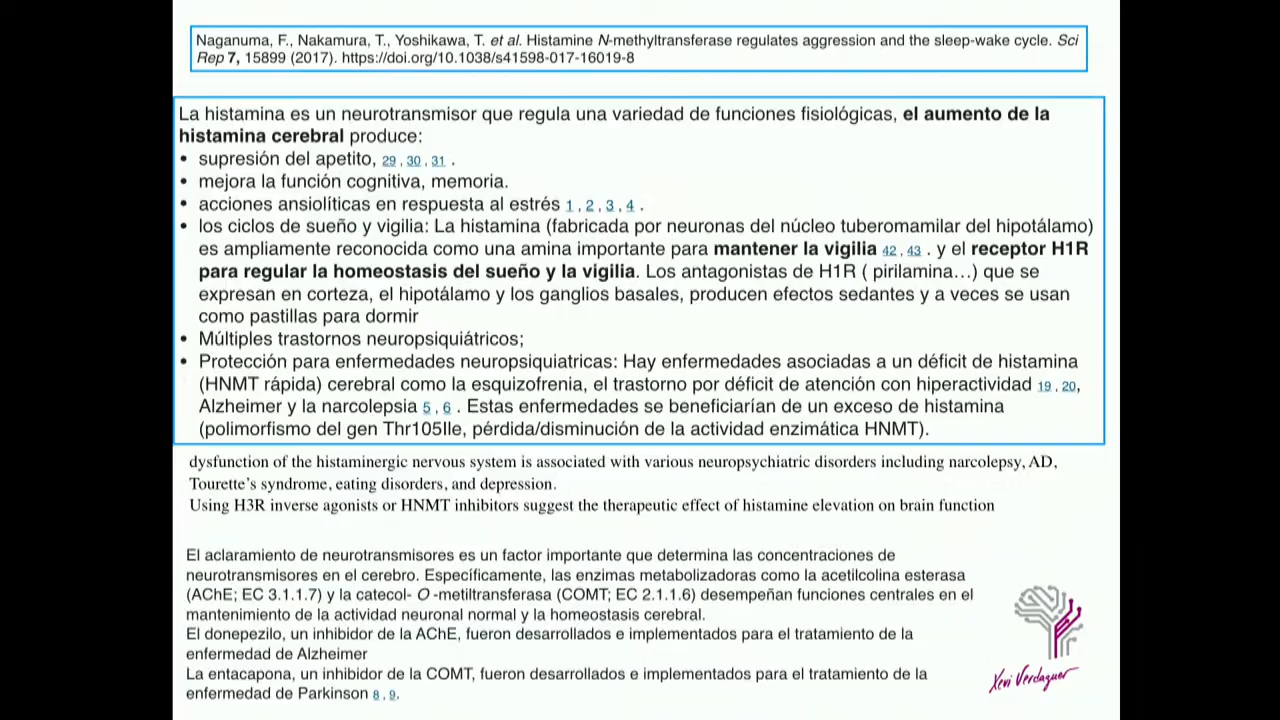 Naganuma, F., Nakamura, T., Yoshikawa, T. et al. Histamine N-methyltransferase regulates aggression and the sleep-wake cycle. Sci
Rep 7, 15899 (2017). https://doi.org/10.1038/s41598-017-16019-8
La histamina es un neurotransmisor que regula una variedad de funciones fisiológicas, el aumento de la
histamina cerebral produce:
• supresión del apetito, 29 , 30 , 31 .
• mejora la función cognitiva, memoria.
• acciones ansiolíticas en respuesta al estrés 1 , 2 , 3 , 4 .
• los ciclos de sueño y vigilia: La histamina (fabricada por neuronas del núcleo tuberomamilar del hipotálamo)
es ampliamente reconocida como una amina importante para mantener la vigilia 42 , 43 . y el receptor H1R
para regular la homeostasis del sueño y la vigilia. Los antagonistas de H1R ( pirilamina…) que se
expresan en corteza, el hipotálamo y los ganglios basales, producen efectos sedantes y a veces se usan
como pastillas para dormir
• Múltiples trastornos neuropsiquiátricos;
• Protección para enfermedades neuropsiquiatricas: Hay enfermedades asociadas a un déficit de histamina
(HNMT rápida) cerebral como la esquizofrenia, el trastorno por déficit de atención con hiperactividad 19 , 20,
Alzheimer y la narcolepsia 5 , 6 . Estas enfermedades se beneficiarían de un exceso de histamina
(polimorfismo del gen Thr105Ile, pérdida/disminución de la actividad enzimática HNMT).
dysfunction of the histaminergic nervous system is associated with various neuropsychiatric disorders including narcolepsy, AD,
Tourette's syndrome, eating disorders, and depression.
Using H3R inverse agonists or HNMT inhibitors suggest the therapeutic effect of histamine elevation on brain function
El aclaramiento de neurotransmisores es un factor importante que determina las concentraciones de
neurotransmisores en el cerebro. Específicamente, las enzimas metabolizadoras como la acetilcolina esterasa
(AChE; EC 3.1.1.7) y la catecol- O -metiltransferasa (COMT; EC 2.1.1.6) desempeñan funciones centrales en el
mantenimiento de la actividad neuronal normal y la homeostasis cerebral.
El donepezilo, un inhibidor de la AChE, fueron desarrollados e implementados para el tratamiento de la
enfermedad de Alzheimer
La entacapona, un inhibidor de la COMT, fueron desarrollados e implementados para el tratamiento de la
enfermedad de Parkinson 8 , 9.
Xevi Verdaguer